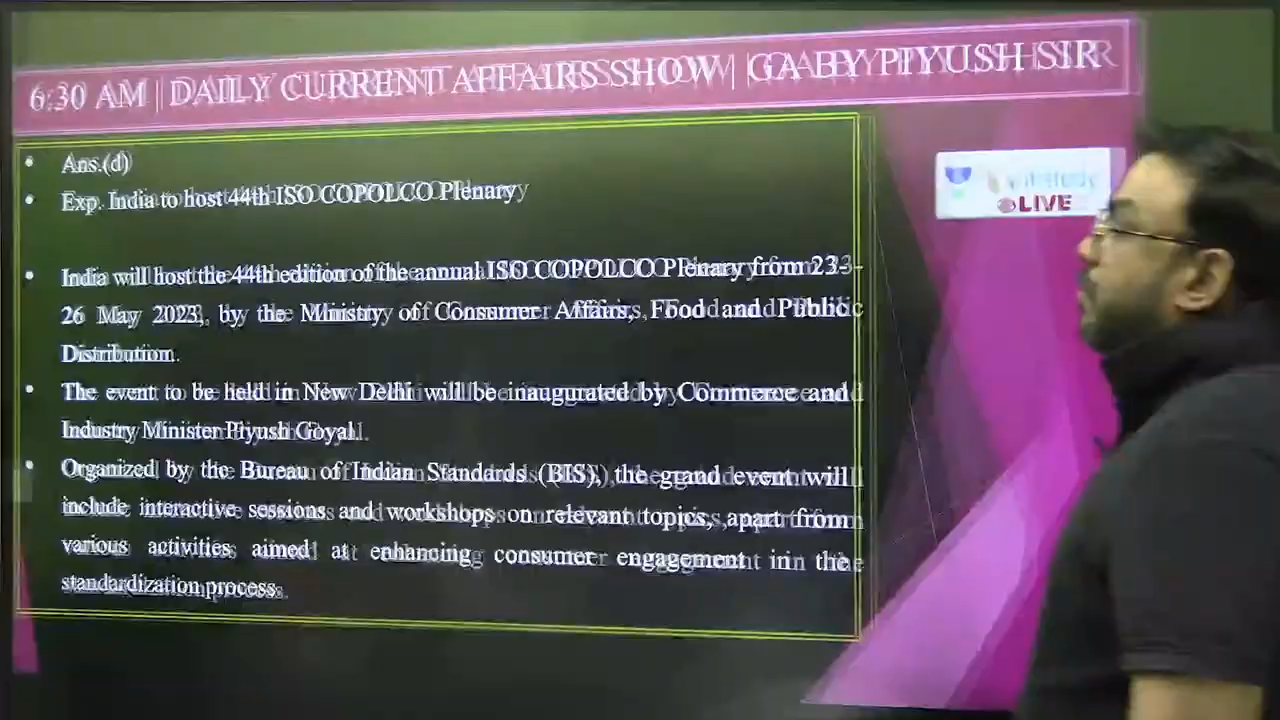 6:30 AM | DAILY CURRENT AFFAIRS SHOW | GA BY PIYUSH SIR
• Ans.(d)
• Exp. India to host 44th ISO COPOLCO Plenary
• India will host the 44th edition of the annual ISO COPOLCO Plenary from 23-
26 May 2023, by the Ministry of Consumer Affairs, Food and Public
Distribution.
• The event to be held in New Delhi will be inaugurated by Commerce and
Industry Minister Piyush Goyal.
• Organized by the Bureau of Indian Standards (BIS), the grand event will
include interactive sessions and workshops on relevant topics, apart from
various activities aimed at enhancing consumer engagement in the
standardization process.
LIVE